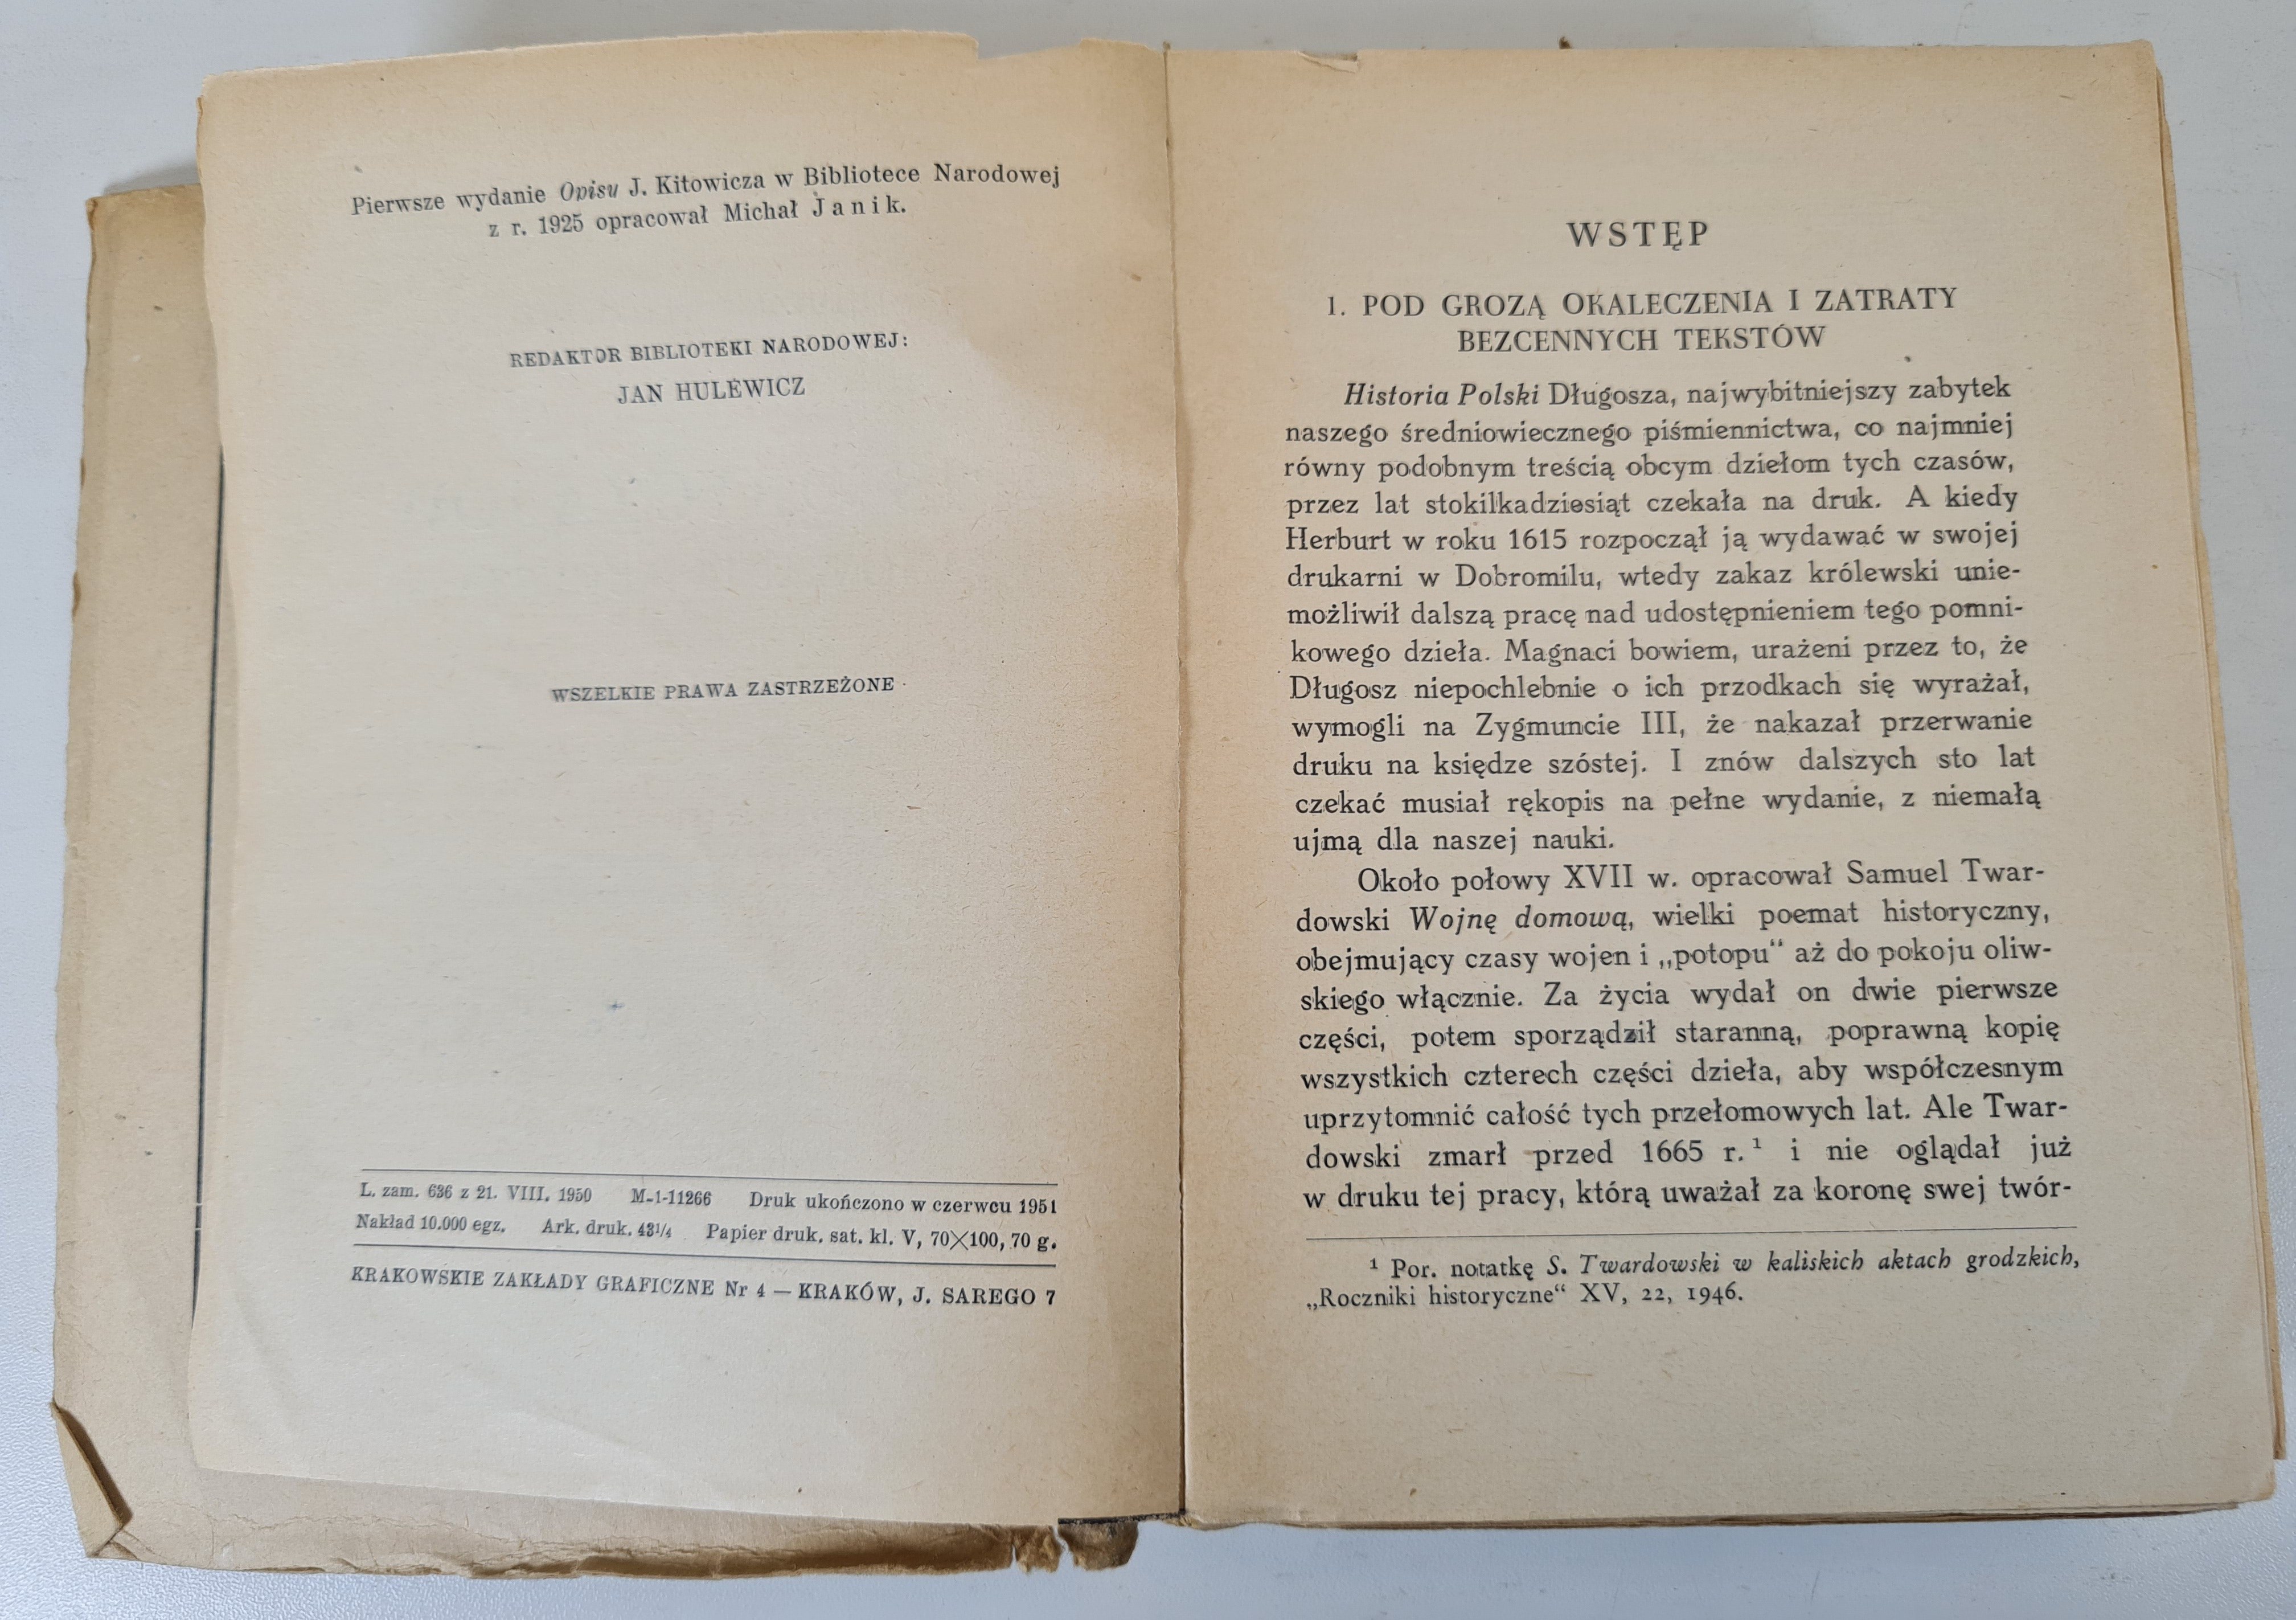 Pierwsze wydanie Opisu J. Kitowicza w Bibliotece Narodowej
z r. 1925 opracował Michał Janik.
REDAKTOR BIBLIOTEKI NARODOWEJ:
JAN HULEWICZ
WSZELKIE PRAWA ZASTRZEŻONE
L. zam. 636 z 21. VIII. 1950 M-1-11266 Druk ukończono w czerwcu 1951
Nakład 10.000 egz. Ark. druk. 43 1/4 Papier druk. sat. kl. V, 70×100, 70 g.
KRAKOWSKIE ZAKŁADY GRAFICZNE Nr 4 — KRAKÓW, J. SAREGO 7
WSTĘP
1. POD GROZĄ OKALECZENIA I ZATRATY
BEZCENNYCH TEKSTÓW
Historia Polski Długosza, najwybitniejszy zabytek
naszego średniowiecznego piśmiennictwa, co najmniej
równy podobnym treścią obcym dziełom tych czasów,
przez lat stokilkadziesiąt czekała na druk. A kiedy
Herburt w roku 1615 rozpoczął ją wydawać w swojej
drukarni w Dobromilu, wtedy zakaz królewski unie-
możliwił dalszą pracę nad udostępnieniem tego pomni-
kowego dzieła. Magnaci bowiem, urażeni przez to, że
Długosz niepochlebnie o ich przodkach się wyrażał,
wymogli na Zygmuncie III, że nakazał przerwanie
druku na księdze szóstej. I znów dalszych sto lat
czekać musiał rękopis na pełne wydanie, z niemałą
ujmą dla naszej nauki.
Około połowy XVII w. opracował Samuel Twar-
dowski Wojnę domową, wielki poemat historyczny,
obejmujący czasy wojen i „potopu“ aż do pokoju oliw-
skiego włącznie. Za życia wydał on dwie pierwsze
części, potem sporządził staranną, poprawną kopię
wszystkich czterech części dzieła, aby współczesnym
uprzytomnić całość tych przełomowych lat. Ale Twar-
dowski zmarł przed 1665 r.¹ i nie oglądał już
w druku tej pracy, którą uważał za koronę swej twór-
¹ Por. notatkę S. Twardowski w kaliskich aktach grodzkich,
„Roczniki historyczne“ XV, 22, 1946.